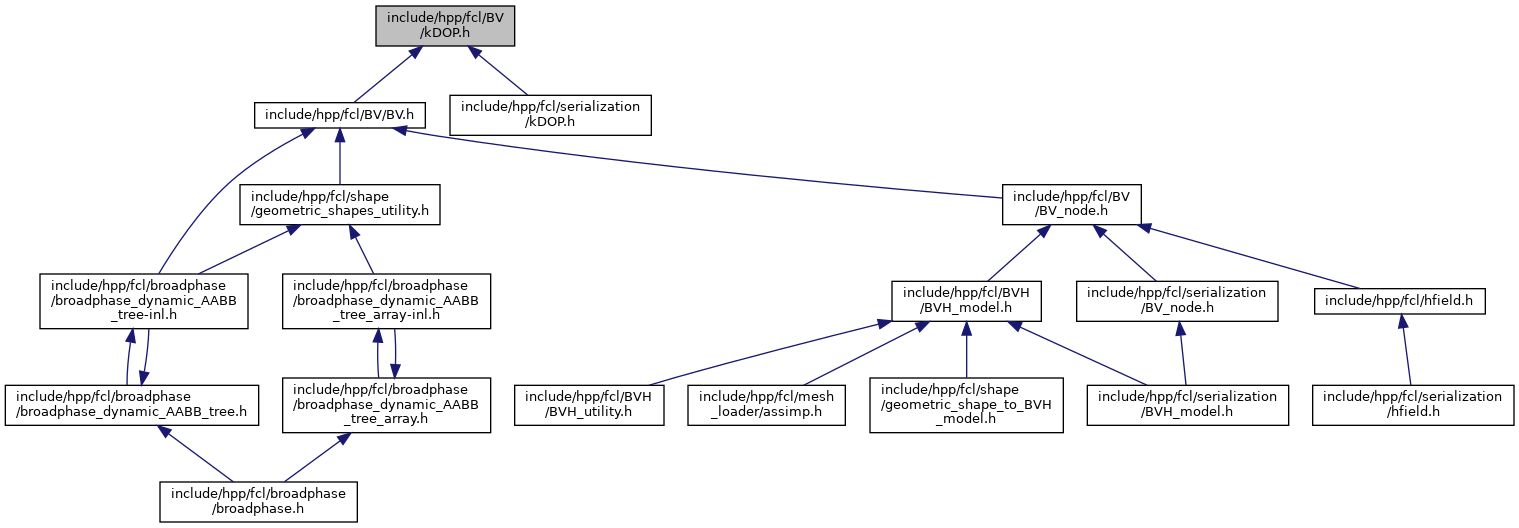 include/hpp/fcl/BV
/kDOP.h
include/hpp/fcl/BV/BV.h
include/hpp/fcl/serialization
/kDOP.h
include/hpp/fcl/shape
/geometric_shapes_utility.h
include/hpp/fcl/BV
/BV_node.h
include/hpp/fcl/broadphase
/broadphase_dynamic_AABB
_tree-inl.h
include/hpp/fcl/broadphase
/broadphase_dynamic_AABB
_tree_array-inl.h
include/hpp/fcl/BVH
/BVH_model.h
include/hpp/fcl/serialization
/BV_node.h
include/hpp/fcl/hfield.h
include/hpp/fcl/broadphase
/broadphase_dynamic_AABB_tree.h
include/hpp/fcl/broadphase
/broadphase_dynamic_AABB
_tree_array.h
include/hpp/fcl/BVH
/BVH_utility.h
include/hpp/fcl/mesh
_loader/assimp.h
include/hpp/fcl/shape
/geometric_shape_to_BVH
_model.h
include/hpp/fcl/serialization
/BVH_model.h
include/hpp/fcl/serialization
/hfield.h
include/hpp/fcl/broadphase
/broadphase.h